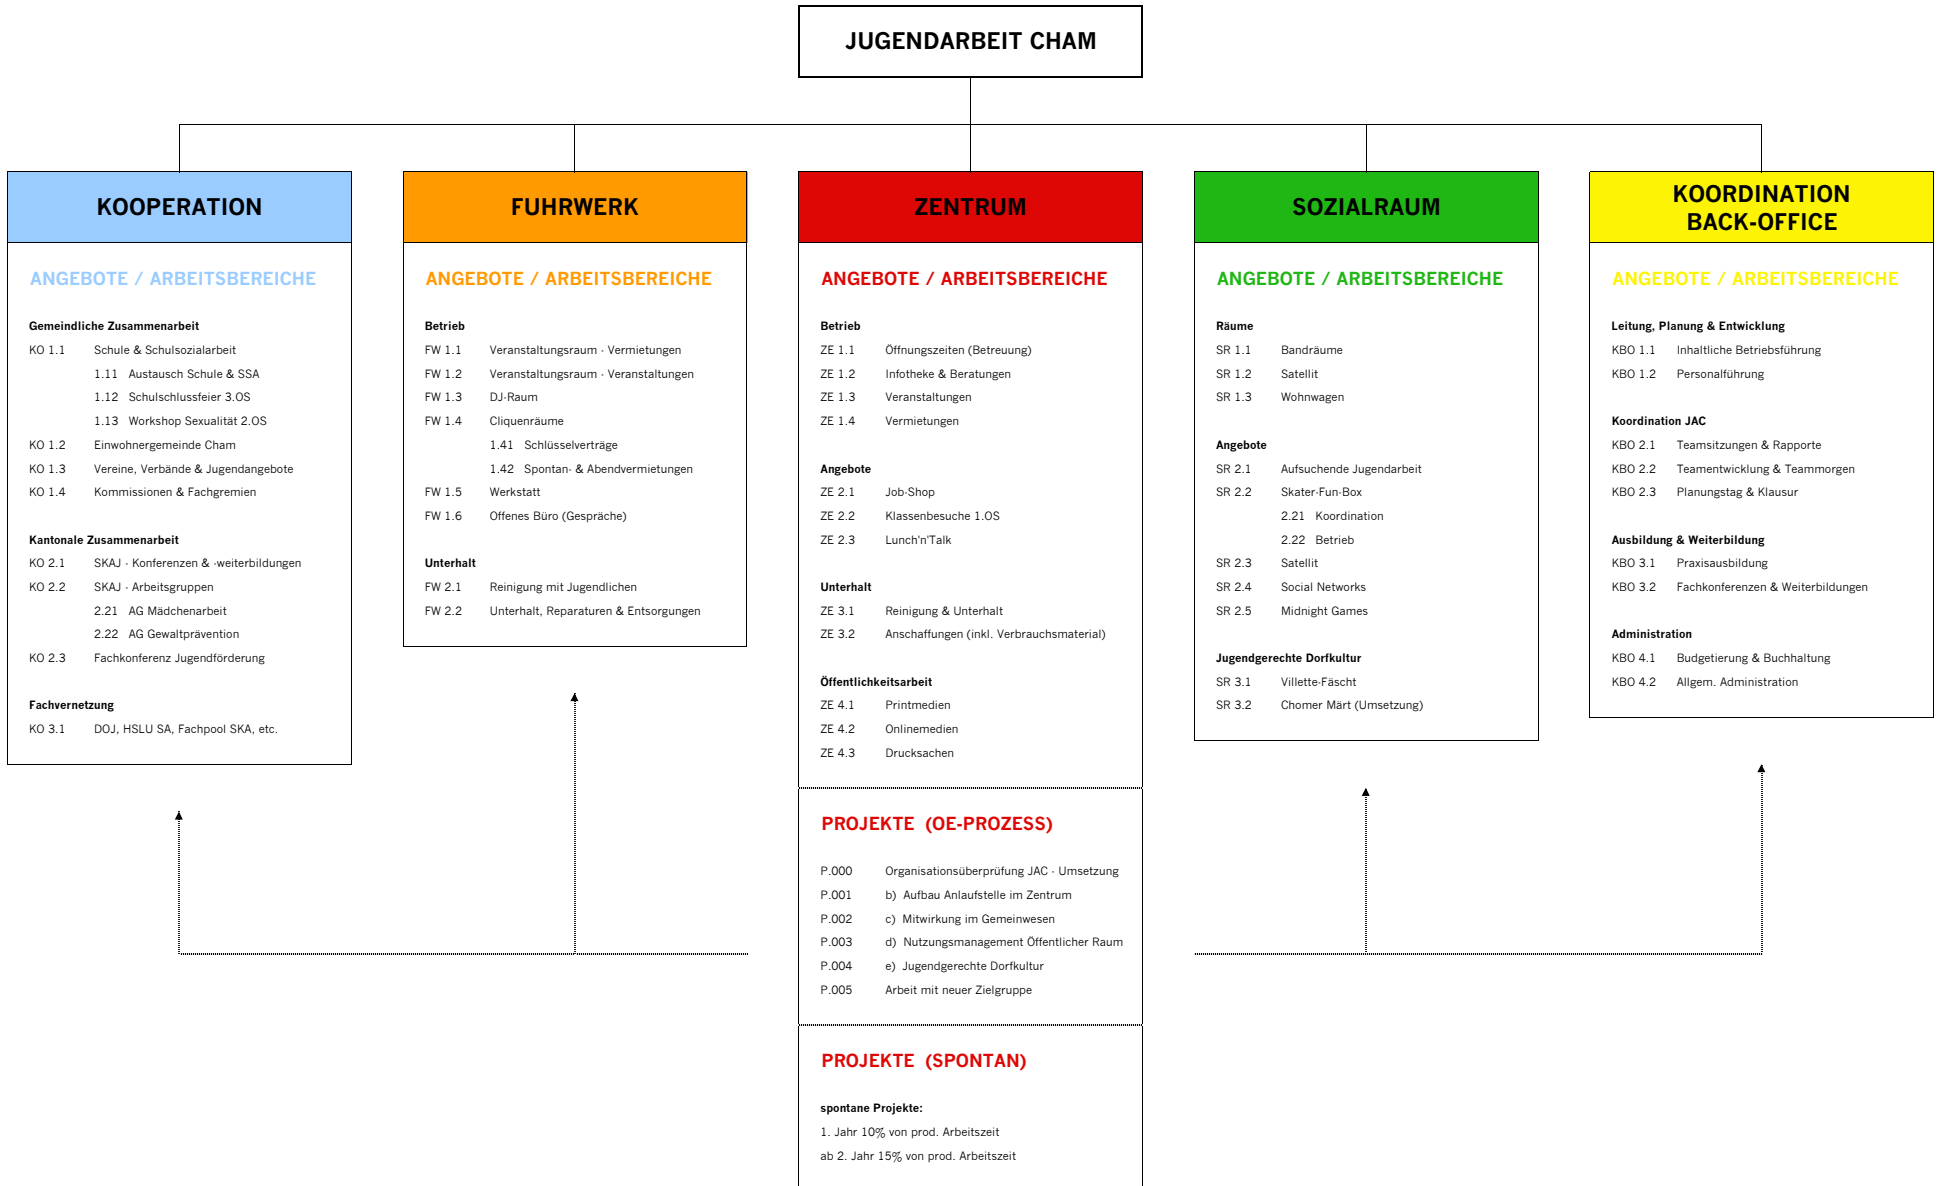 JUGENDARBEIT CHAM
KOOPERATION
ANGEBOTE / ARBEITSBEREICHE
Gemeindliche Zusammenarbeit
KO 1.1 Schule & Schulsozialarbeit
1.11 Austausch Schule & SSA
1.12 Schulschlussfeier 3.OS
1.13 Workshop Sexualität 2.OS
KO 1.2 Einwohnergemeinde Cham
KO 1.3 Vereine, Verbände & Jugendangebote
KO 1.4 Kommissionen & Fachgremien
Kantonale Zusammenarbeit
KO 2.1 SKAJ - Konferenzen & -weiterbildungen
KO 2.2 SKAJ - Arbeitsgruppen
2.21 AG Mädchenarbeit
2.22 AG Gewaltprävention
KO 2.3 Fachkonferenz Jugendförderung
Fachvernetzung
KO 3.1 DOJ, HSLU SA, Fachpool SKA, etc.
FUHRWERK
ANGEBOTE / ARBEITSBEREICHE
Betrieb
FW 1.1 Veranstaltungsraum - Vermietungen
FW 1.2 Veranstaltungsraum - Veranstaltungen
FW 1.3 DJ-Raum
FW 1.4 Cliquenräume
1.41 Schlüsselverträge
1.42 Spontan- & Abendvermietungen
FW 1.5 Werkstatt
FW 1.6 Offenes Büro (Gespräche)
Unterhalt
FW 2.1 Reinigung mit Jugendlichen
FW 2.2 Unterhalt, Reparaturen & Entsorgungen
ZENTRUM
ANGEBOTE / ARBEITSBEREICHE
Betrieb
ZE 1.1 Öffnungszeiten (Betreuung)
ZE 1.2 Infotheke & Beratungen
ZE 1.3 Veranstaltungen
ZE 1.4 Vermietungen
Angebote
ZE 2.1 Job-Shop
ZE 2.2 Klassenbesuche 1.OS
ZE 2.3 Lunch'n'Talk
Unterhalt
ZE 3.1 Reinigung & Unterhalt
ZE 3.2 Anschaffungen (inkl. Verbrauchsmaterial)
Öffentlichkeitsarbeit
ZE 4.1 Printmedien
ZE 4.2 Onlinemedien
ZE 4.3 Drucksachen
PROJEKTE (OE-PROZESS)
P.000 Organisationsüberprüfung JAC - Umsetzung
P.001 b) Aufbau Anlaufstelle im Zentrum
P.002 c) Mitwirkung im Gemeinwesen
P.003 d) Nutzungsmanagement Öffentlicher Raum
P.004 e) Jugendgerechte Dorfkultur
P.005 Arbeit mit neuer Zielgruppe
PROJEKTE (SPONTAN)
spontane Projekte:
1. Jahr 10% von prod. Arbeitszeit
ab 2. Jahr 15% von prod. Arbeitszeit
SOZIALRAUM
ANGEBOTE / ARBEITSBEREICHE
Räume
SR 1.1 Bandräume
SR 1.2 Satellit
SR 1.3 Wohnwagen
Angebote
SR 2.1 Aufsuchende Jugendarbeit
SR 2.2 Skater-Fun-Box
2.21 Koordination
2.22 Betrieb
SR 2.3 Satellit
SR 2.4 Social Networks
SR 2.5 Midnight Games
Jugendgerechte Dorfkultur
SR 3.1 Villette-Fäscht
SR 3.2 Chomer Märt (Umsetzung)
KOORDINATION
BACK-OFFICE
ANGEBOTE / ARBEITSBEREICHE
Leitung, Planung & Entwicklung
KBO 1.1 Inhaltliche Betriebsführung
KBO 1.2 Personalführung
Koordination JAC
KBO 2.1 Teamsitzungen & Rapporte
KBO 2.2 Teamentwicklung & Teammorgen
KBO 2.3 Planungstag & Klausur
Ausbildung & Weiterbildung
KBO 3.1 Praxisausbildung
KBO 3.2 Fachkonferenzen & Weiterbildungen
Administration
KBO 4.1 Budgetierung & Buchhaltung
KBO 4.2 Allgem. Administration